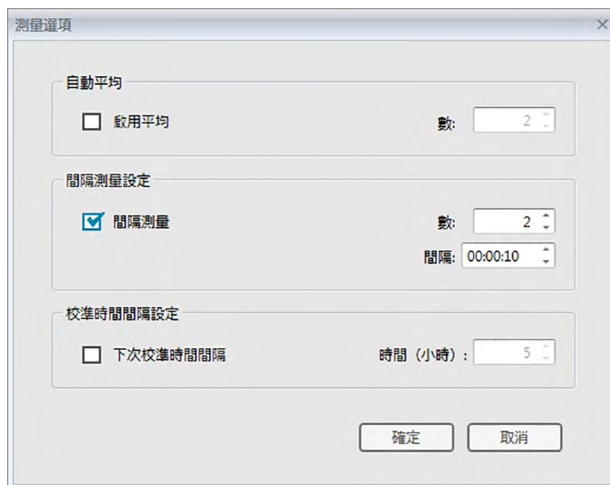 測量選項
自動平均
啟用平均 數: 2
間隔測量設定
間隔測量 數: 2
間隔: 00:00:10
校準時間間隔設定
下次校準時間間隔 時間（小時）: 5
確定 取消